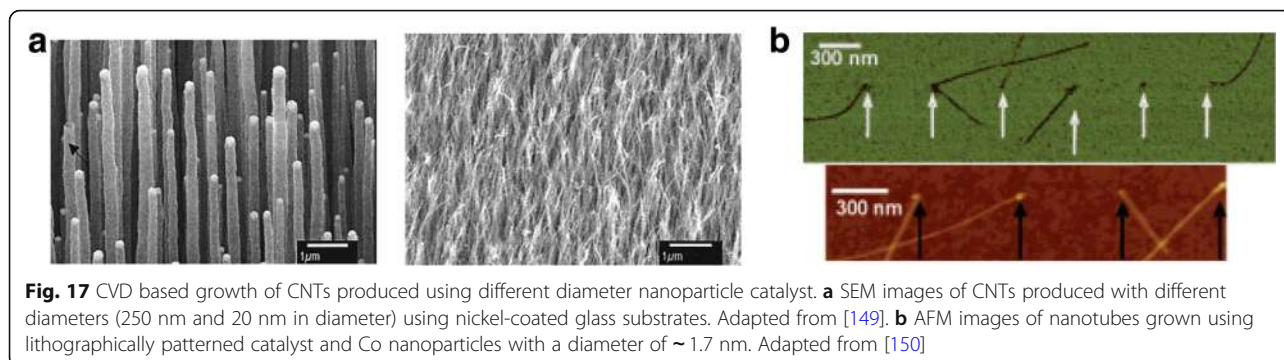 a
b
300 nm
300 nm
1µm
1µm
Fig. 17 CVD based growth of CNTs produced using different diameter nanoparticle catalyst. a SEM images of CNTs produced with different
diameters (250 nm and 20 nm in diameter) using nickel-coated glass substrates. Adapted from [149]. b AFM images of nanotubes grown using
lithographically patterned catalyst and Co nanoparticles with a diameter of ~ 1.7 nm. Adapted from [150]